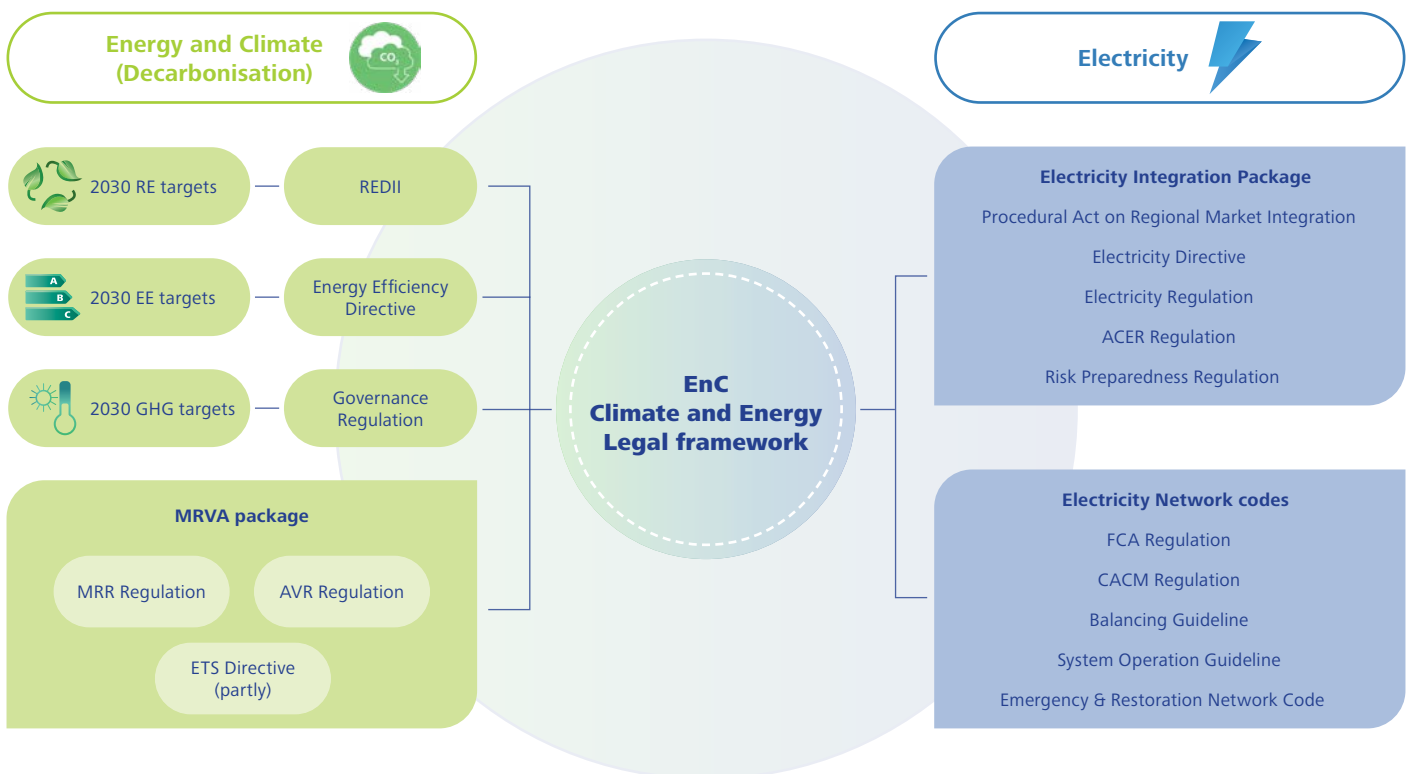 Energy and Climate
(Decarbonisation)
CO₂
2030 RE targets
REDII
A
B
C
2030 EE targets
Energy Efficiency
Directive
2030 GHG targets
Governance
Regulation
MRVA package
MRR Regulation
AVR Regulation
ETS Directive
(partly)
EnC
Climate and Energy
Legal framework
Electricity
Electricity Integration Package
Procedural Act on Regional Market Integration
Electricity Directive
Electricity Regulation
ACER Regulation
Risk Preparedness Regulation
Electricity Network codes
FCA Regulation
CACM Regulation
Balancing Guideline
System Operation Guideline
Emergency & Restoration Network Code